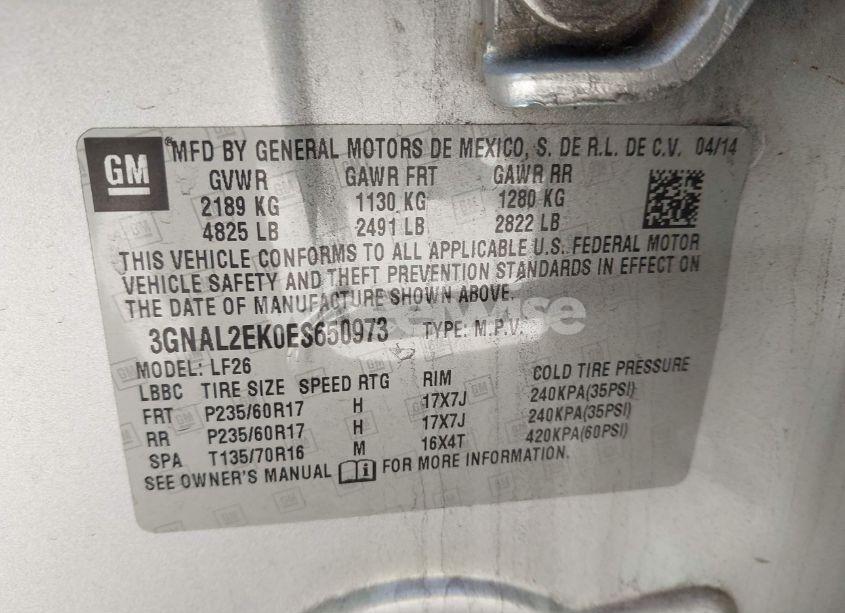 GM
®MFD BY GENERAL MOTORS DE MEXICO, S. DE R.L. DE C.V. 04/14
GVWR GAWR FRT GAWR RR
2189 KG 1130 KG 1280 KG
4825 LB 2491 LB 2822 LB
THIS VEHICLE CONFORMS TO ALL APPLICABLE U.S. FEDERAL MOTOR
VEHICLE SAFETY AND THEFT PREVENTION STANDARDS IN EFFECT ON
THE DATE OF MANUFACTURE SHOWN ABOVE.
3GNAL2EK0ES650973 TYPE: M.P.V.
MODEL: LF26
LBBC TIRE SIZE SPEED RTG RIM COLD TIRE PRESSURE
FRT P235/60R17 H 17X7J 240KPA(35PSI)
RR P235/60R17 H 17X7J 240KPA(35PSI)
SPA T135/70R16 M 16X4T 420KPA(60PSI)
SEE OWNER'S MANUAL FOR MORE INFORMATION.